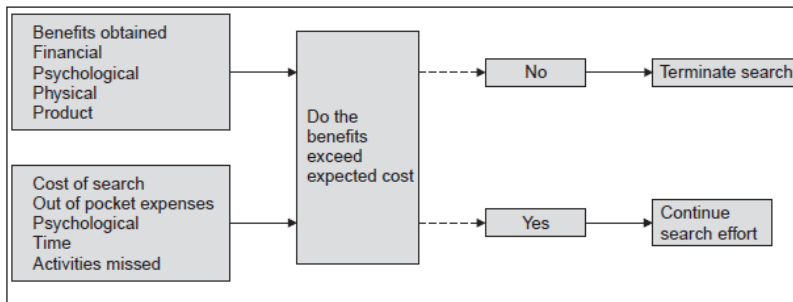 Benefits obtained
Financial
Psychological
Physical
Product
Cost of search
Out of pocket expenses
Psychological
Time
Activities missed
Do the
benefits
exceed
expected cost
No
Terminate search
Yes
Continue
search effort